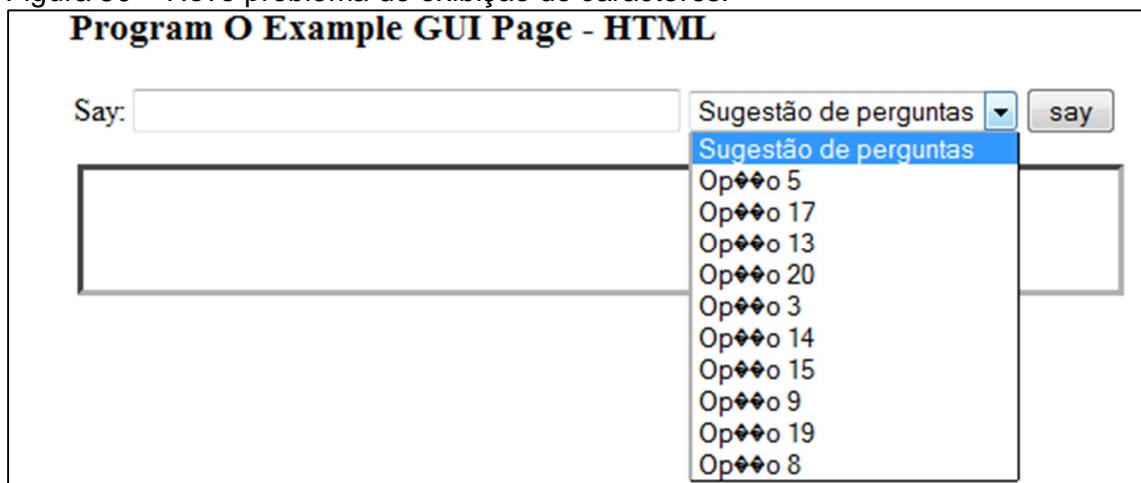 Program O Example GUI Page - HTML
Say: Sugestão de perguntas say
Sugestão de perguntas
Op��o 5
Op��o 17
Op��o 13
Op��o 20
Op��o 3
Op��o 14
Op��o 15
Op��o 9
Op��o 19
Op��o 8